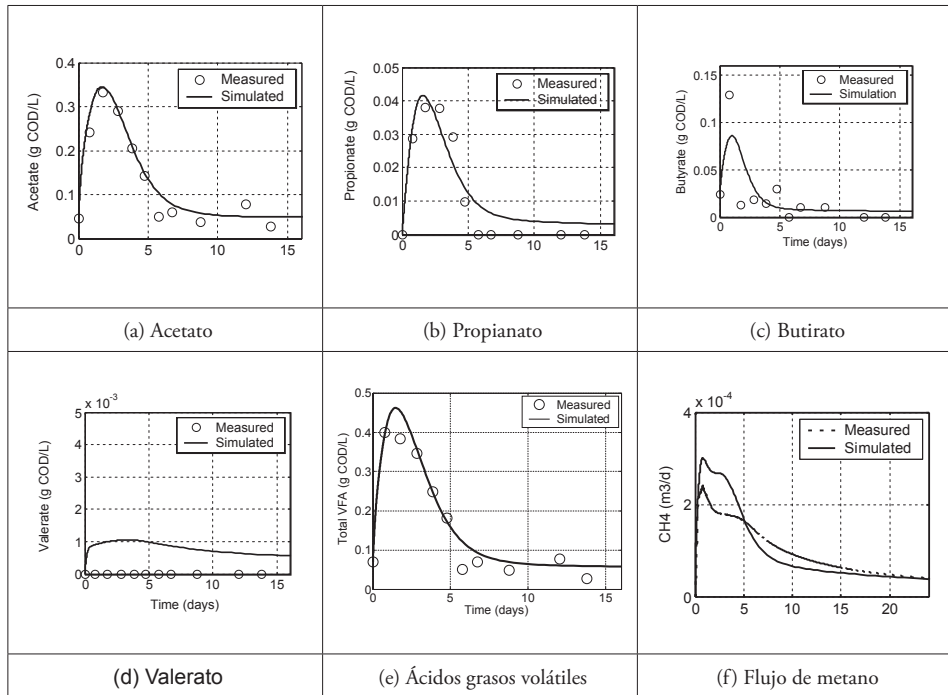 0.4
0.3
0.2
0.1
0
0
5
10
15
Acetate (g COD/L)
Measured
Simulated
0.05
0.04
0.03
0.02
0.01
0
0
5
10
15
Propionate (g COD/L)
Measured
Simulated
0.15
0.1
0.05
0
0
5
10
15
Butyrate (g COD/L)
Time (days)
Measured
Simulation
(a) Acetato
(b) Propianato
(c) Butirato
x 10⁻³
5
4
3
2
1
0
0
5
10
15
Valerate (g COD/L)
Time (days)
Measured
Simulated
0.5
0.4
0.3
0.2
0.1
0
0
5
10
15
Total VFA (g COD/L)
Time (days)
Measured
Simulated
x 10⁻⁴
4
2
0
0
5
10
15
20
CH4 (m3/d)
Measured
Simulated
(d) Valerato
(e) Ácidos grasos volátiles
(f) Flujo de metano